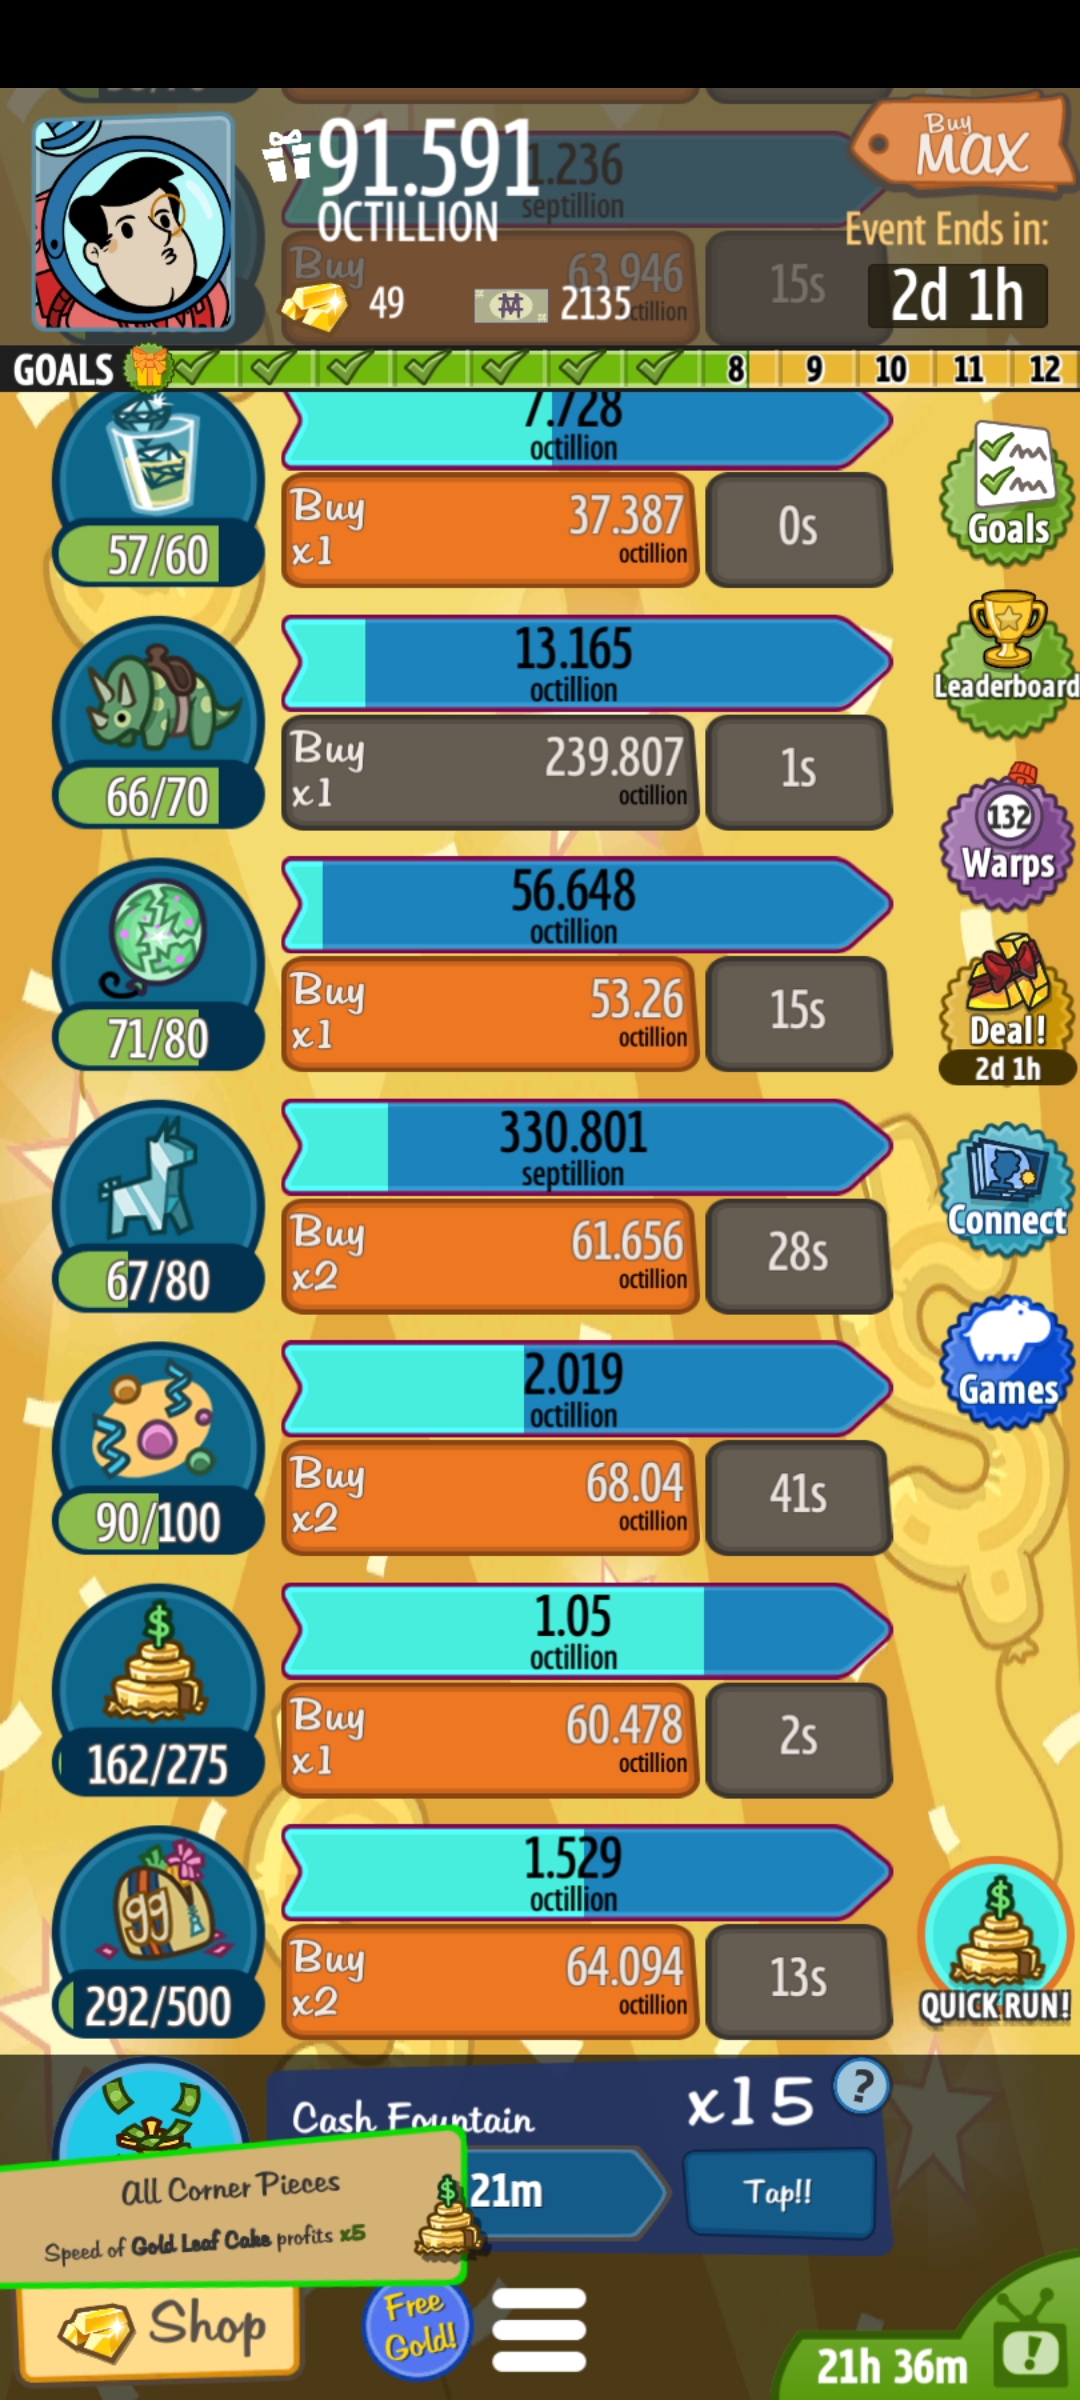 91.591
OCTILLION
1.236
septillion
Buy
MAX
Event Ends in:
2d 1h
Buy
63.946
15s
49
2135
GOALS
8
9
10
11
12
7.728
octillion
57/60
Buy
x1
37.387
octillion
0s
Goals
66/70
13.165
octillion
Buy
x1
239.807
octillion
1s
Leaderboard
71/80
56.648
octillion
Buy
x1
53.26
octillion
15s
132
Warps
Deal!
2d 1h
67/80
330.801
septillion
Buy
x2
61.656
octillion
28s
Connect
90/100
2.019
octillion
Buy
x2
68.04
octillion
41s
Games
$
162/275
1.05
octillion
Buy
x1
60.478
octillion
2s
99
292/500
1.529
octillion
Buy
x2
64.094
octillion
13s
$
QUICK RUN!
Cash Fountain
x15
?
21m
Tap!!
All Corner Pieces
Speed of Gold Leaf Cake profits x5
$
Shop
Free
Gold!
21h 36m
!